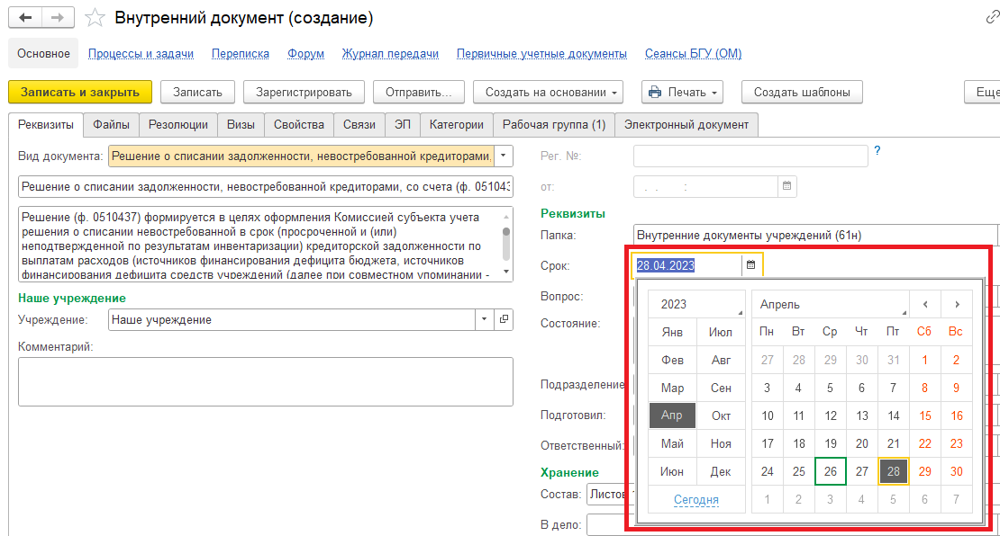 Внутренний документ (создание)
Основное Процессы и задачи Переписка Форум Журнал передачи Первичные учетные документы Сеансы БГУ (ОМ)
Записать и закрыть Записать Зарегистрировать Отправить... Создать на основании Печать Создать шаблоны Еще
Реквизиты Файлы Резолюции Визы Свойства Связи ЭП Категории Рабочая группа (1) Электронный документ
Вид документа: Решение о списании задолженности, невостребованной кредиторами,
Решение о списании задолженности, невостребованной кредиторами, со счета (ф. 05104
Решение (ф. 0510437) формируется в целях оформления Комиссией субъекта учета
решения о списании невостребованной в срок (просроченной и (или)
неподтвержденной по результатам инвентаризации) кредиторской задолженности по
выплатам расходов (источников финансирования дефицита бюджета, источников
финансирования дефицита средств учреждений (далее при совместном упоминании -
Наше учреждение
Учреждение: Наше учреждение
Комментарий:
Рег. №: ?
от: . . :
Реквизиты
Папка: Внутренние документы учреждений (61н)
Срок: 28.04.2023
Вопрос:
Состояние:
Подразделение
Подготовил:
Ответственный:
Хранение
Состав: Листов
В дело:
2023 Апрель
Янв Июл Пн Вт Ср Чт Пт Сб Вс
Фев Авг 27 28 29 30 31 1 2
Мар Сен 3 4 5 6 7 8 9
Апр Окт 10 11 12 13 14 15 16
Май Ноя 17 18 19 20 21 22 23
Июн Дек 24 25 26 27 28 29 30
Сегодня 1 2 3 4 5 6 7